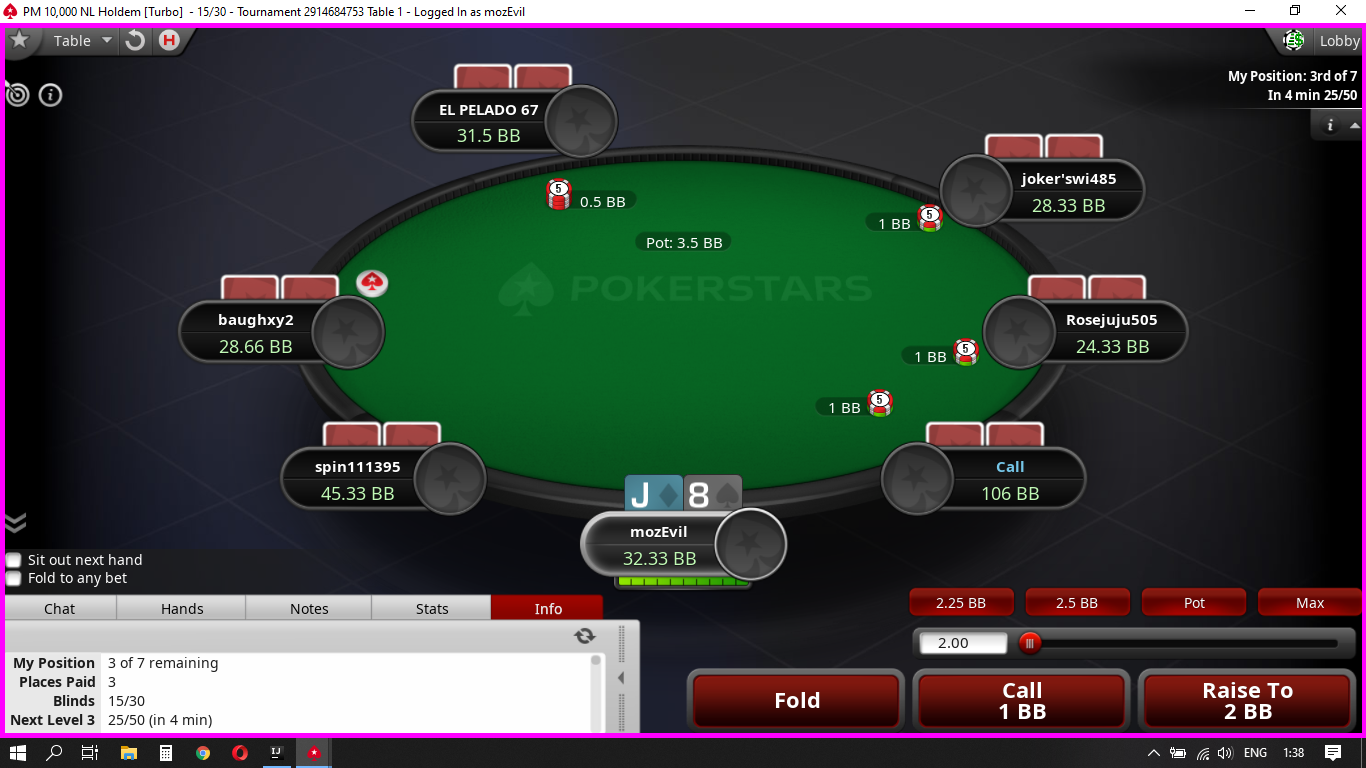 PM 10,000 NL Holdem [Turbo] - 15/30 - Tournament 2914684753 Table 1 - Logged In as mozEvil
Table
H
Lobby
My Position: 3rd of 7
In 4 min 25/50
EL PELADO 67
31.5 BB
joker'swi485
28.33 BB
5
0.5 BB
1 BB
5
Pot: 3.5 BB
POKERSTARS
baughxy2
28.66 BB
Rosejuju505
24.33 BB
1 BB
5
1 BB
5
spin111395
45.33 BB
Call
106 BB
J
8
mozEvil
32.33 BB
Sit out next hand
Fold to any bet
Chat
Hands
Notes
Stats
Info
2.25 BB
2.5 BB
Pot
Max
2.00
My Position 3 of 7 remaining
Places Paid 3
Blinds 15/30
Next Level 3 25/50 (in 4 min)
Fold
Call
1 BB
Raise To
2 BB
IJ
ENG
1:38